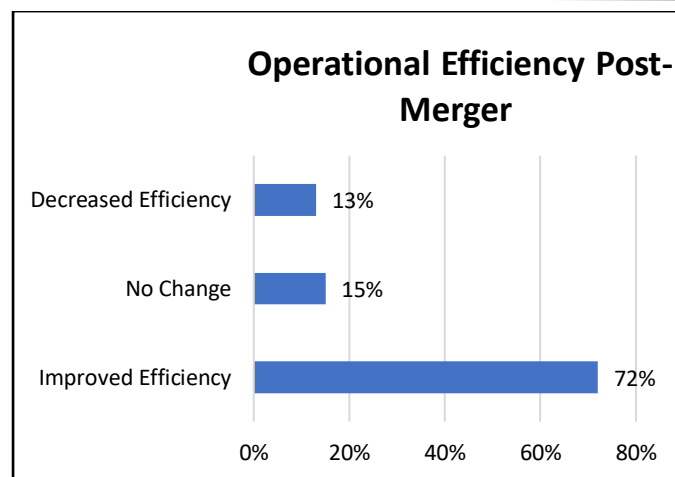 Operational Efficiency Post-
Merger
Decreased Efficiency
13%
No Change
15%
Improved Efficiency
72%
0%
20%
40%
60%
80%